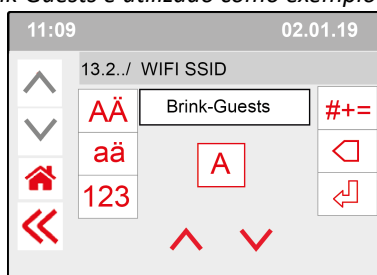 k-Guests é utilizado como exemplo
11:09 02.01.19
13.2../ WIFI SSID
AÄ Brink-Guests #+=
aä A
123